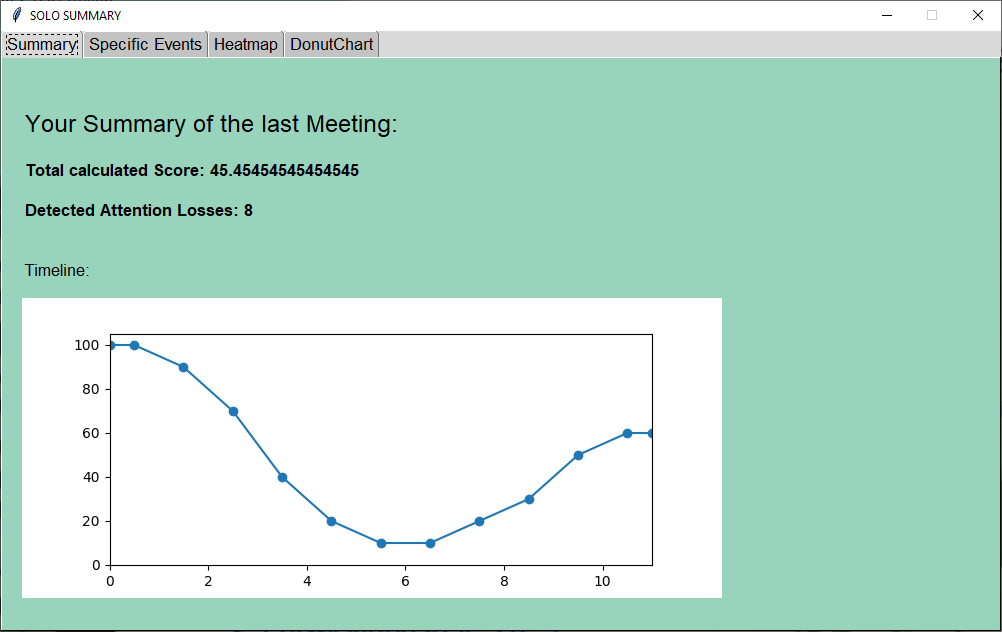 SOLO SUMMARY
Summary Specific Events Heatmap DonutChart
Your Summary of the last Meeting:
Total calculated Score: 45.45454545454545
Detected Attention Losses: 8
Timeline:
100
80
60
40
20
0
0 2 4 6 8 10